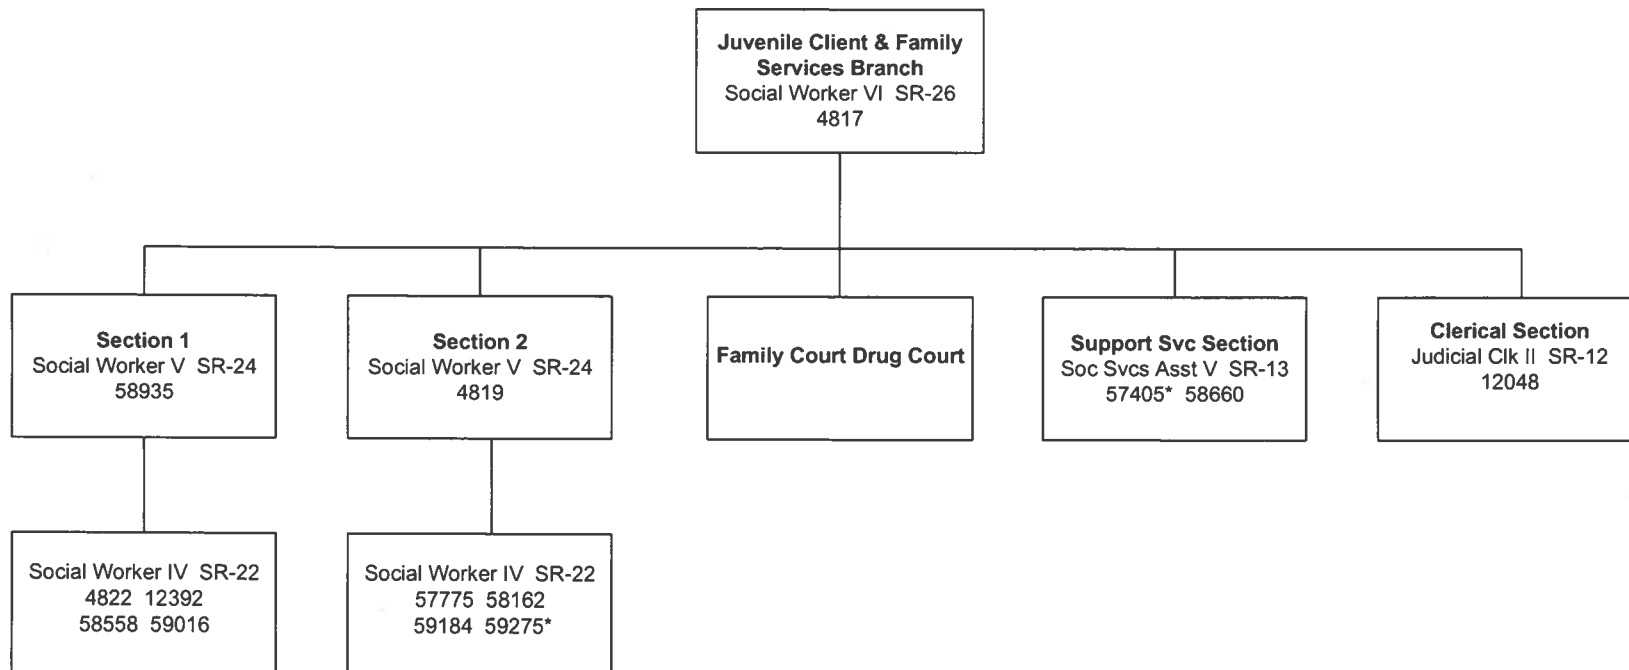 Juvenile Client & Family
Services Branch
Social Worker VI SR-26
4817
Section 1
Social Worker V SR-24
58935
Section 2
Social Worker V SR-24
4819
Family Court Drug Court
Support Svc Section
Soc Svcs Asst V SR-13
57405* 58660
Clerical Section
Judicial Clk II SR-12
12048
Social Worker IV SR-22
4822 12392
58558 59016
Social Worker IV SR-22
57775 58162
59184 59275*